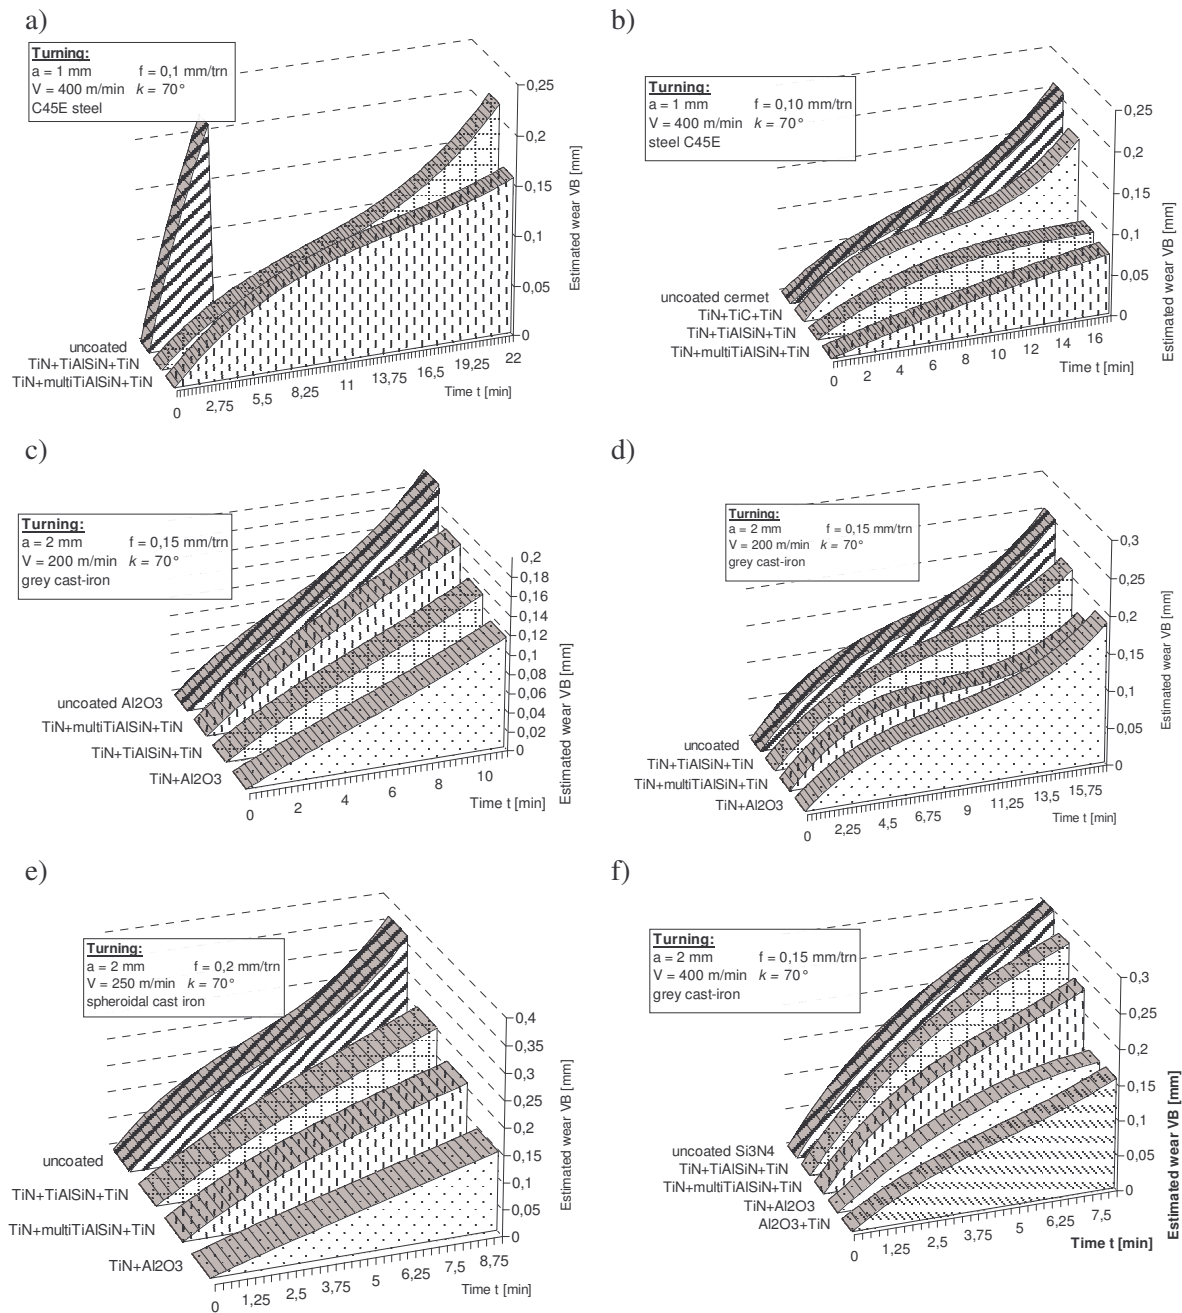 a)
Turning:
a = 1 mm f = 0,1 mm/trn
V = 400 m/min k = 70°
C45E steel
0,25
0,2
0,15
0,1
0,05
0
Estimated wear VB [mm]
uncoated
TiN+TiAlSiN+TiN
TiN+multiTiAlSiN+TiN
0 2,75 5,5 8,25 11 13,75 16,5 19,25 22
Time t [min]
b)
Turning:
a = 1 mm f = 0,10 mm/trn
V = 400 m/min k = 70°
steel C45E
0,25
0,2
0,15
0,1
0,05
0
Estimated wear VB [mm]
uncoated cermet
TiN+TiC+TiN
TiN+TiAlSiN+TiN
TiN+multiTiAlSiN+TiN
0 2 4 6 8 10 12 14 16
Time t [min]
c)
Turning:
a = 2 mm f = 0,15 mm/trn
V = 200 m/min k = 70°
grey cast-iron
0,2
0,18
0,16
0,14
0,12
0,1
0,08
0,06
0,04
0,02
0
Estimated wear VB [mm]
uncoated Al2O3
TiN+multiTiAlSiN+TiN
TiN+TiAlSiN+TiN
TiN+Al2O3
0 2 4 6 8 10
Time t [min]
d)
Turning:
a = 2 mm f = 0,15 mm/trn
V = 200 m/min k = 70°
grey cast-iron
0,3
0,25
0,2
0,15
0,1
0,05
0
Estimated wear VB [mm]
uncoated
TiN+TiAlSiN+TiN
TiN+multiTiAlSiN+TiN
TiN+Al2O3
0 2,25 4,5 6,75 9 11,25 13,5 15,75
Time t [min]
e)
Turning:
a = 2 mm f = 0,2 mm/trn
V = 250 m/min k = 70°
spheroidal cast iron
0,4
0,35
0,3
0,25
0,2
0,15
0,1
0,05
0
Estimated wear VB [mm]
uncoated
TiN+TiAlSiN+TiN
TiN+multiTiAlSiN+TiN
TiN+Al2O3
0 1,25 2,5 3,75 5 6,25 7,5 8,75
Time t [min]
f)
Turning:
a = 2 mm f = 0,15 mm/trn
V = 400 m/min k = 70°
grey cast-iron
0,3
0,25
0,2
0,15
0,1
0,05
0
Estimated wear VB [mm]
uncoated Si3N4
TiN+TiAlSiN+TiN
TiN+multiTiAlSiN+TiN
TiN+Al2O3
Al2O3+TiN
0 1,25 2,5 3,75 5 6,25 7,5
Time t [min]